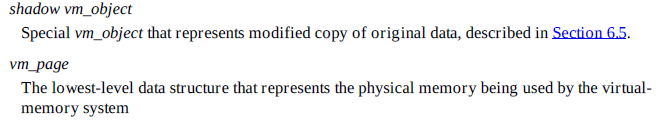 shadow vm_object
Special vm_object that represents modified copy of original data, described in Section 6.5.
vm_page
The lowest-level data structure that represents the physical memory being used by the virtual-
memory system